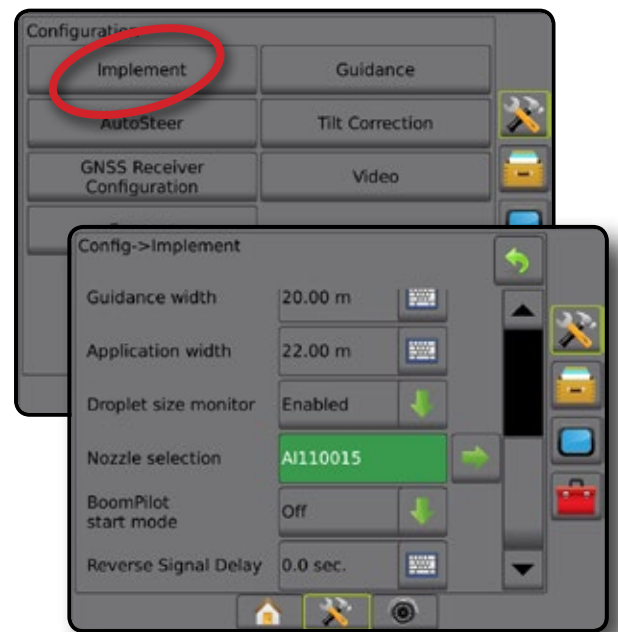 Configuration
Implement
Guidance
AutoSteer
Tilt Correction
GNSS Receiver
Configuration
Video
Config->Implement
Guidance width
20.00 m
Application width
22.00 m
Droplet size monitor
Enabled
Nozzle selection
AI110015
BoomPilot
start mode
Off
Reverse Signal Delay
0.0 sec.